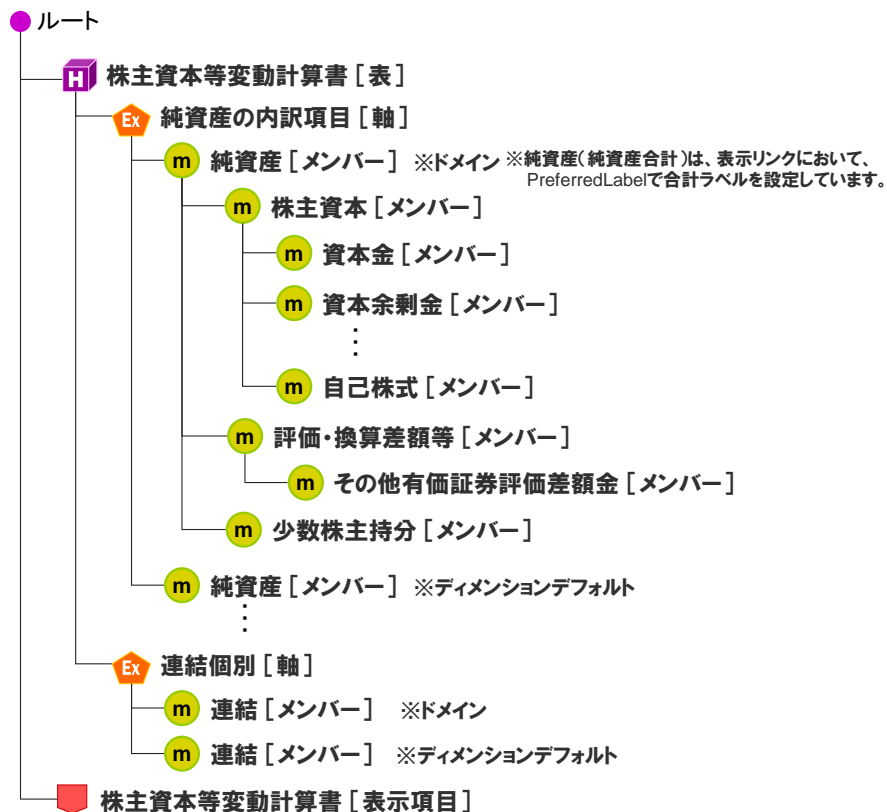 ルート
H 株主資本等変動計算書［表］
Ex 純資産の内訳項目［軸］
m 純資産［メンバー］ ※ドメイン ※純資産（純資産合計）は、表示リンクにおいて、
PreferredLabelで合計ラベルを設定しています。
m 株主資本［メンバー］
m 資本金［メンバー］
m 資本余剰金［メンバー］
⋮
m 自己株式［メンバー］
m 評価・換算差額等［メンバー］
m その他有価証券評価差額金［メンバー］
m 少数株主持分［メンバー］
m 純資産［メンバー］ ※ディメンションデフォルト
⋮
Ex 連結個別［軸］
m 連結［メンバー］ ※ドメイン
m 連結［メンバー］ ※ディメンションデフォルト
株主資本等変動計算書［表示項目］